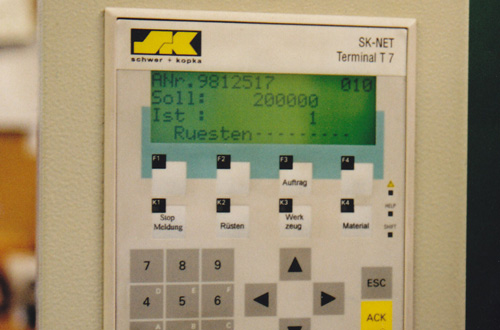 SK
schwer + kopka
SK-NET
Terminal T 7
ANr.9812517 010
Soll: 200000
Ist : 1
Ruesten---------
F1 F2 F3 F4
Auftrag
K1 K2 K3 K4
Stop Meldung
Rüsten
Werk zeug
Material
HELP
SHIFT
7 8 9
ESC
D E F
4 5 6
ACK
A B C